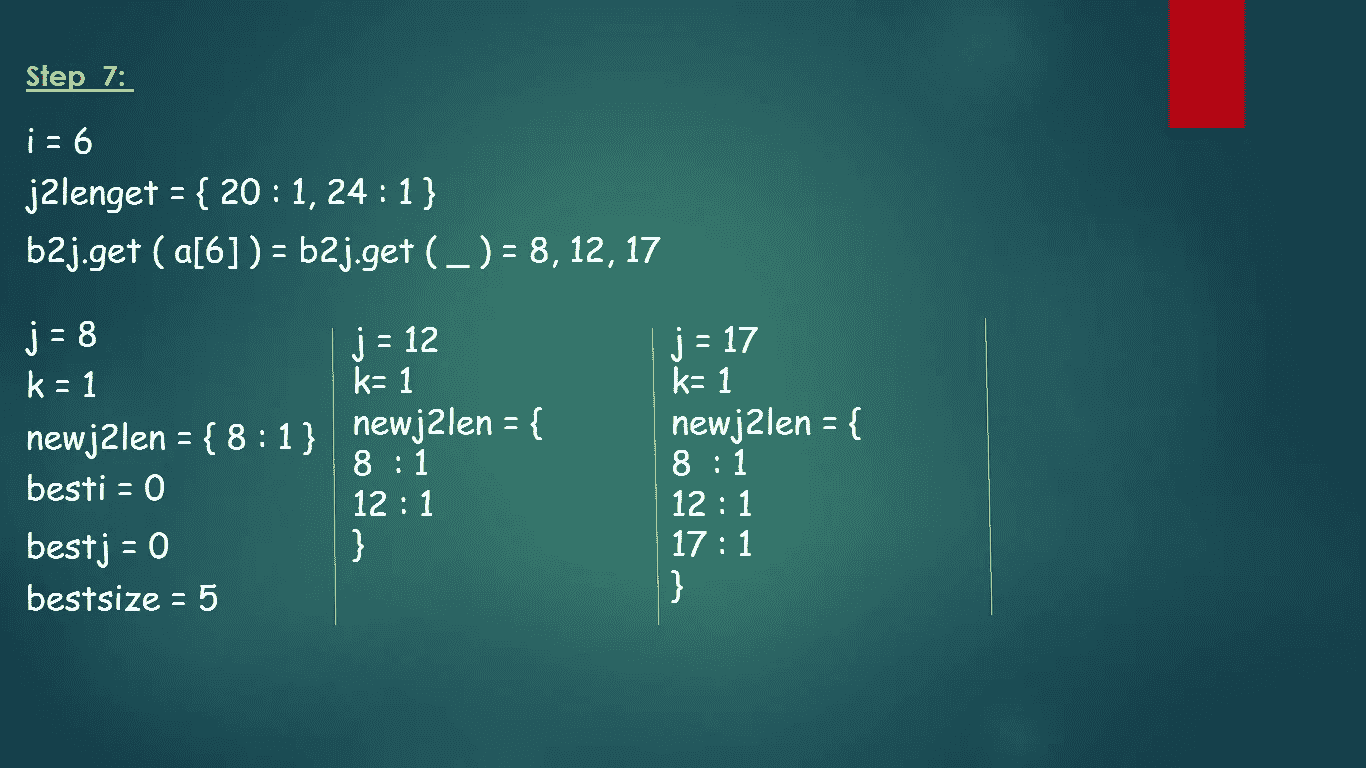 Step 7:
i = 6
j2lenget = { 20 : 1, 24 : 1 }
b2j.get ( a[6] ) = b2j.get ( _ ) = 8, 12, 17
j = 8
k = 1
newj2len = { 8 : 1 }
besti = 0
bestj = 0
bestsize = 5
j = 12
k= 1
newj2len = {
8 : 1
12 : 1
}
j = 17
k= 1
newj2len = {
8 : 1
12 : 1
17 : 1
}